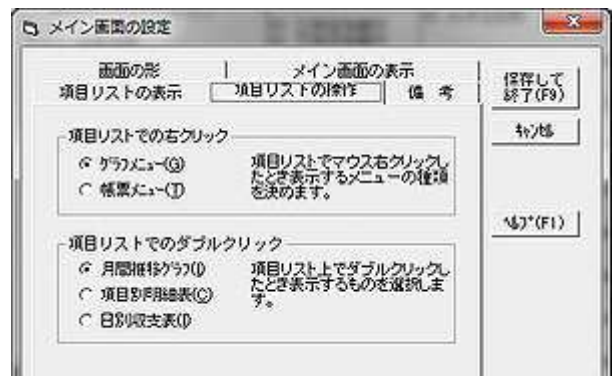 メイン画面の設定
画面の形
メイン画面の表示
項目リストの表示
項目リストの操作
備 考
保存して
終了(F9)
ｷｬﾝｾﾙ
ﾍﾙﾌﾟ(F1)
項目リストでの右クリック
グラフメニュー(G)
帳票メニュー(T)
項目リストでマウス右クリックし
たとき表示するメニューの種類
を決めます。
項目リストでのダブルクリック
月間推移グラフ(
項目別月細表(C)
日別収支表(
項目リスト上でダブルクリックし
たとき表示するものを選択しま
す。